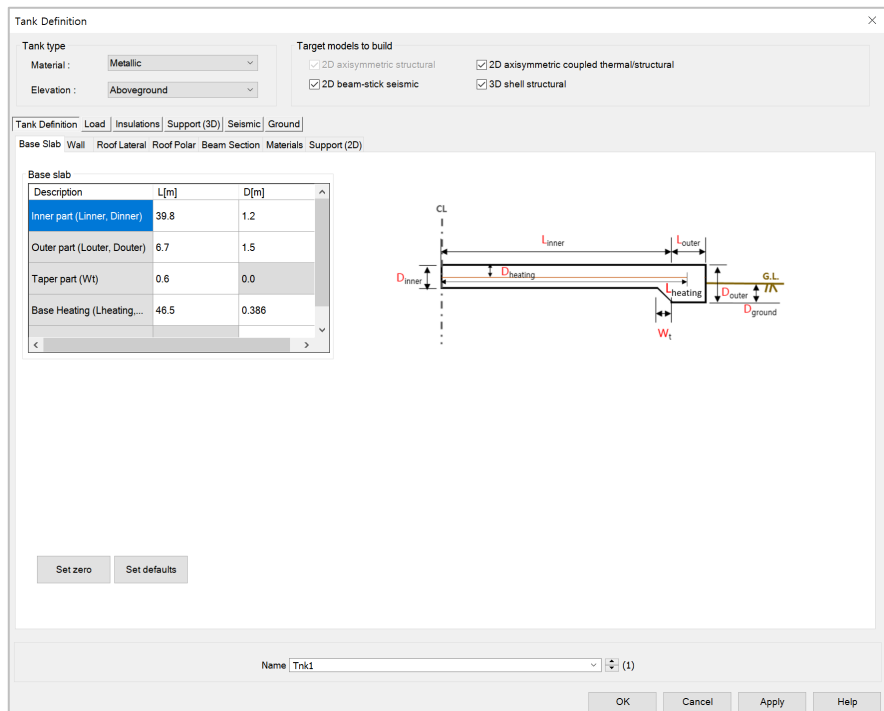 Tank Definition
Tank type
Material :
Metallic
Elevation :
Aboveground
Target models to build
2D axisymmetric structural
2D axisymmetric coupled thermal/structural
2D beam-stick seismic
3D shell structural
Tank Definition Load Insulations Support (3D) Seismic Ground
Base Slab Wall Roof Lateral Roof Polar Beam Section Materials Support (2D)
Base slab
Description L[m] D[m]
Inner part (Linner, Dinner) 39.8 1.2
Outer part (Louter, Douter) 6.7 1.5
Taper part (Wt) 0.6 0.0
Base Heating (Lheating,... 46.5 0.386
CL
Linner
Louter
Dinner
Dheating
Lheating
Douter
G.L.
Dground
Wt
Set zero Set defaults
Name Tnk1 (1)
OK Cancel Apply Help